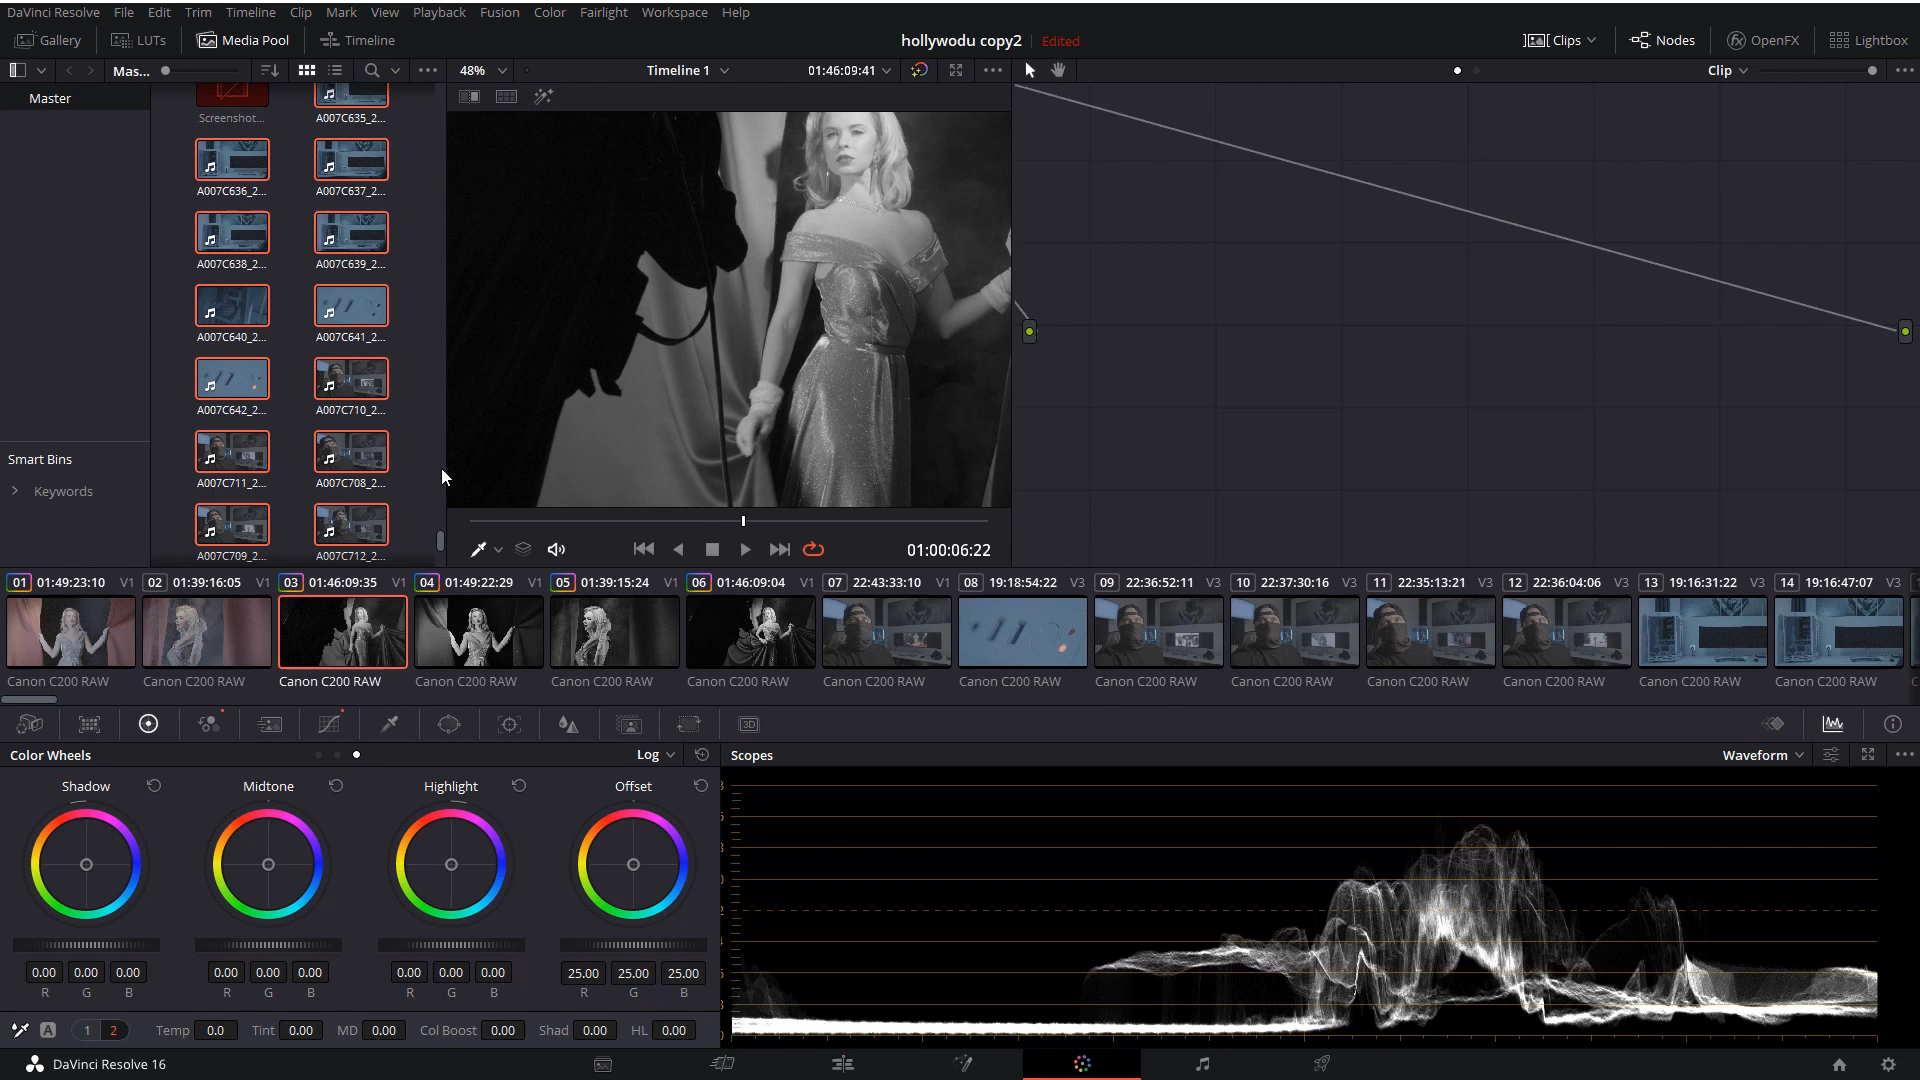 DaVinci Resolve File Edit Trim Timeline Clip Mark View Playback Fusion Color Fairlight Workspace Help
Gallery LUTs Media Pool Timeline hollywodu copy2 Edited Clips Nodes OpenFX Lightbox
Mas... 48% Timeline 1 01:46:09:41 Clip
Master
Screenshot... A007C635_2...
A007C636_2... A007C637_2...
A007C638_2... A007C639_2...
A007C640_2... A007C641_2...
A007C642_2... A007C710_2...
Smart Bins
A007C711_2... A007C708_2...
Keywords
A007C709_2... A007C712_2...
01:00:06:22
01 01:49:23:10 V1 02 01:39:16:05 V1 03 01:46:09:35 V1 04 01:49:22:29 V1 05 01:39:15:24 V1 06 01:46:09:04 V1 07 22:43:33:10 V1 08 19:18:54:22 V3 09 22:36:52:11 V3 10 22:37:30:16 V3 11 22:35:13:21 V3 12 22:36:04:06 V3 13 19:16:31:22 V3 14 19:16:47:07 V3
Canon C200 RAW Canon C200 RAW Canon C200 RAW Canon C200 RAW Canon C200 RAW Canon C200 RAW Canon C200 RAW Canon C200 RAW Canon C200 RAW Canon C200 RAW Canon C200 RAW Canon C200 RAW Canon C200 RAW Canon C200 RAW
3D
Color Wheels Log Scopes Waveform
Shadow Midtone Highlight Offset
0.00 0.00 0.00 0.00 0.00 0.00 0.00 0.00 0.00 25.00 25.00 25.00
R G B R G B R G B R G B
A 1 2 Temp 0.0 Tint 0.00 MD 0.00 Col Boost 0.00 Shad 0.00 HL 0.00
DaVinci Resolve 16